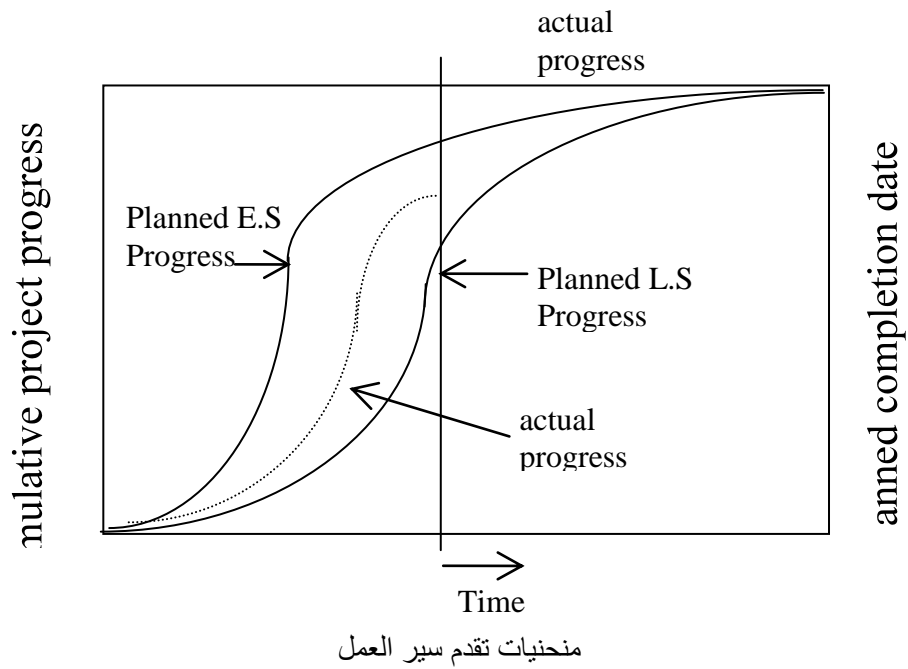 actual
progress
mulative project progress
Planned E.S
Progress
Planned L.S
Progress
actual
progress
anned completion date
Time
منحنيات تقدم سير العمل